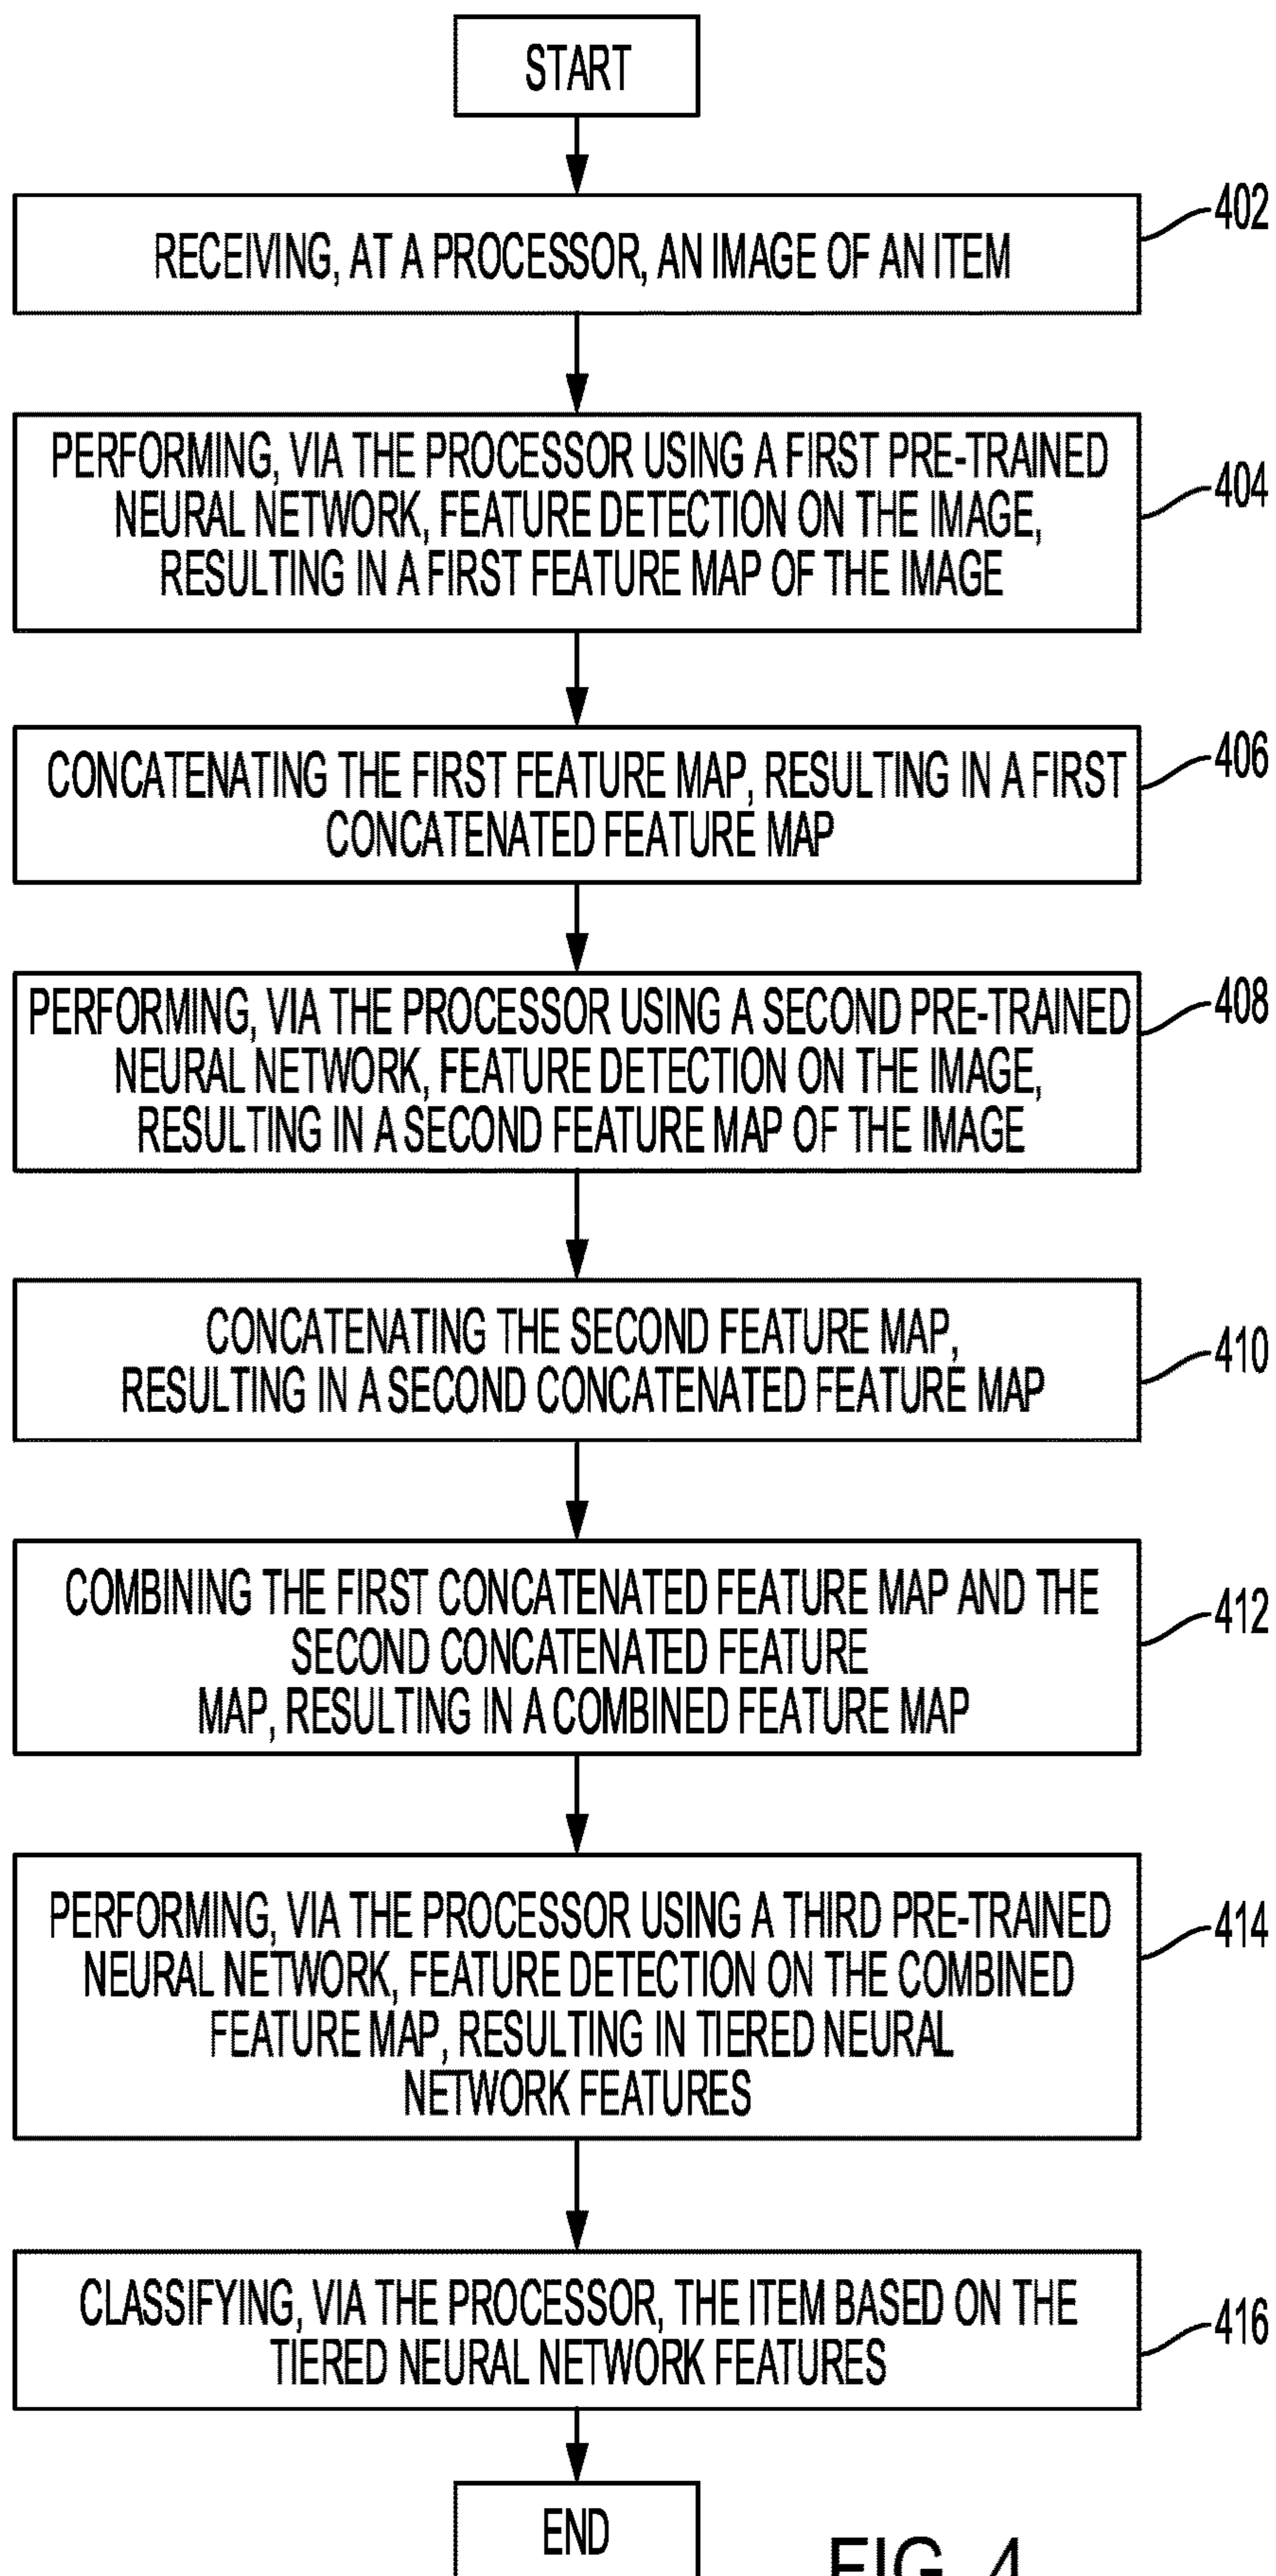 START
402
RECEIVING, AT A PROCESSOR, AN IMAGE OF AN ITEM
PERFORMING, VIA THE PROCESSOR USING A FIRST PRE-TRAINED
NEURAL NETWORK, FEATURE DETECTION ON THE IMAGE,
RESULTING IN A FIRST FEATURE MAP OF THE IMAGE
404
CONCATENATING THE FIRST FEATURE MAP, RESULTING IN A FIRST
CONCATENATED FEATURE MAP
406
PERFORMING, VIA THE PROCESSOR USING A SECOND PRE-TRAINED
NEURAL NETWORK, FEATURE DETECTION ON THE IMAGE,
RESULTING IN A SECOND FEATURE MAP OF THE IMAGE
408
CONCATENATING THE SECOND FEATURE MAP,
RESULTING IN A SECOND CONCATENATED FEATURE MAP
410
COMBINING THE FIRST CONCATENATED FEATURE MAP AND THE
SECOND CONCATENATED FEATURE
MAP, RESULTING IN A COMBINED FEATURE MAP
412
PERFORMING, VIA THE PROCESSOR USING A THIRD PRE-TRAINED
NEURAL NETWORK, FEATURE DETECTION ON THE COMBINED
FEATURE MAP, RESULTING IN TIERED NEURAL
NETWORK FEATURES
414
CLASSIFYING, VIA THE PROCESSOR, THE ITEM BASED ON THE
TIERED NEURAL NETWORK FEATURES
416
END
FIG. 4